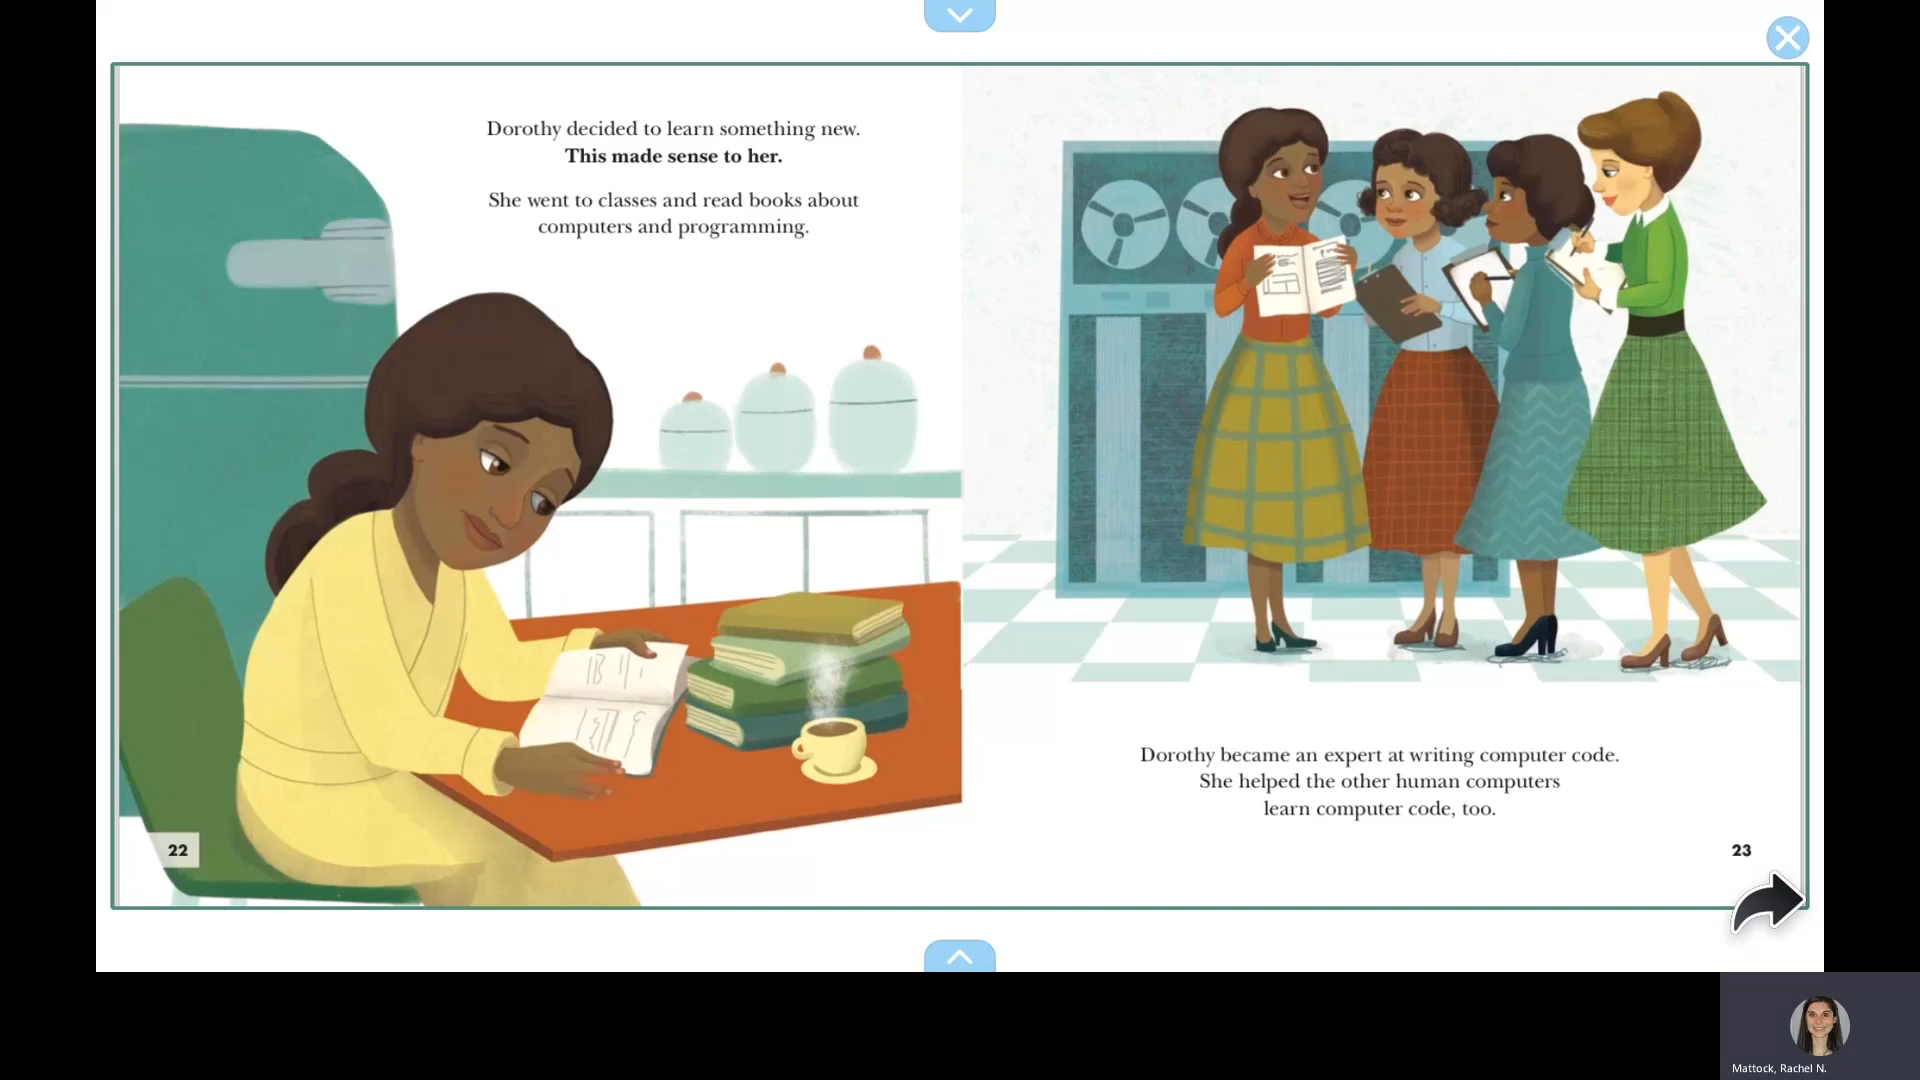 Dorothy decided to learn something new.
This made sense to her.
She went to classes and read books about
computers and programming.
22
Dorothy became an expert at writing computer code.
She helped the other human computers
learn computer code, too.
23
Mattock, Rachel N.